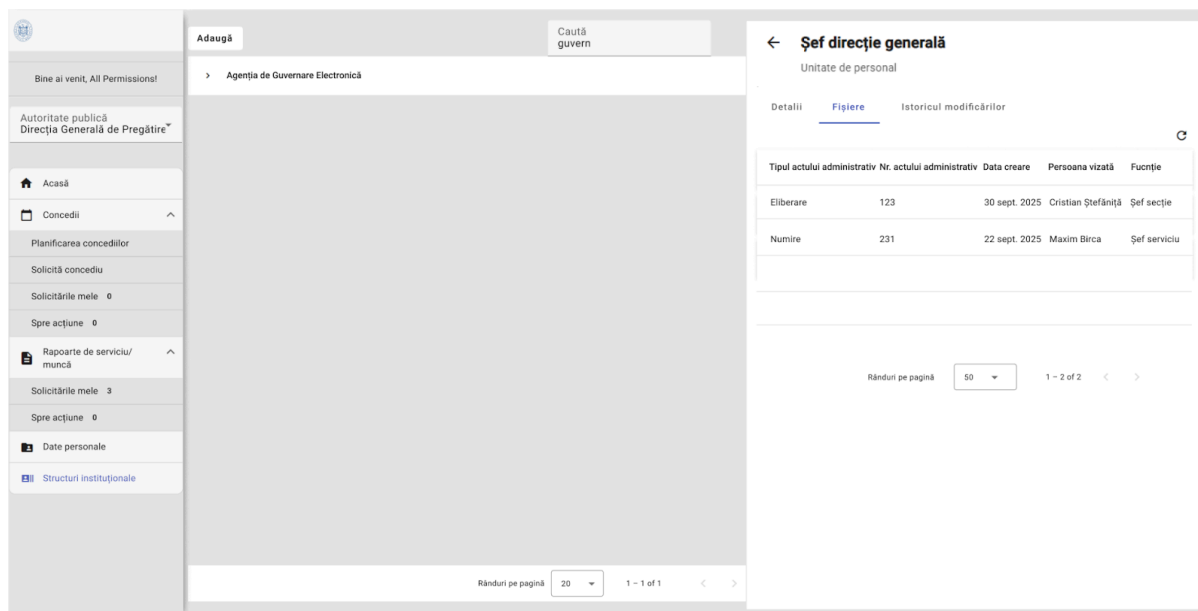 Bine ai venit, All Permissions!
Autoritate publică
Direcția Generală de Pregătire
Acasă
Concedii
Planificarea concediilor
Solicită concediu
Solicitările mele 0
Spre acțiune 0
Rapoarte de serviciu/
muncă
Solicitările mele 3
Spre acțiune 0
Date personale
Structuri instituționale
Adaugă
Caută
guvern
Agenția de Guvernare Electronică
Rânduri pe pagină 20 1 – 1 of 1
Șef direcție generală
Unitate de personal
Detalii Fișiere Istoricul modificărilor
Tipul actului administrativ Nr. actului administrativ Data creare Persoana vizată Fucnție
Eliberare 123 30 sept. 2025 Cristian Ștefăniță Șef secție
Numire 231 22 sept. 2025 Maxim Birca Șef serviciu
Rânduri pe pagină 50 1 – 2 of 2